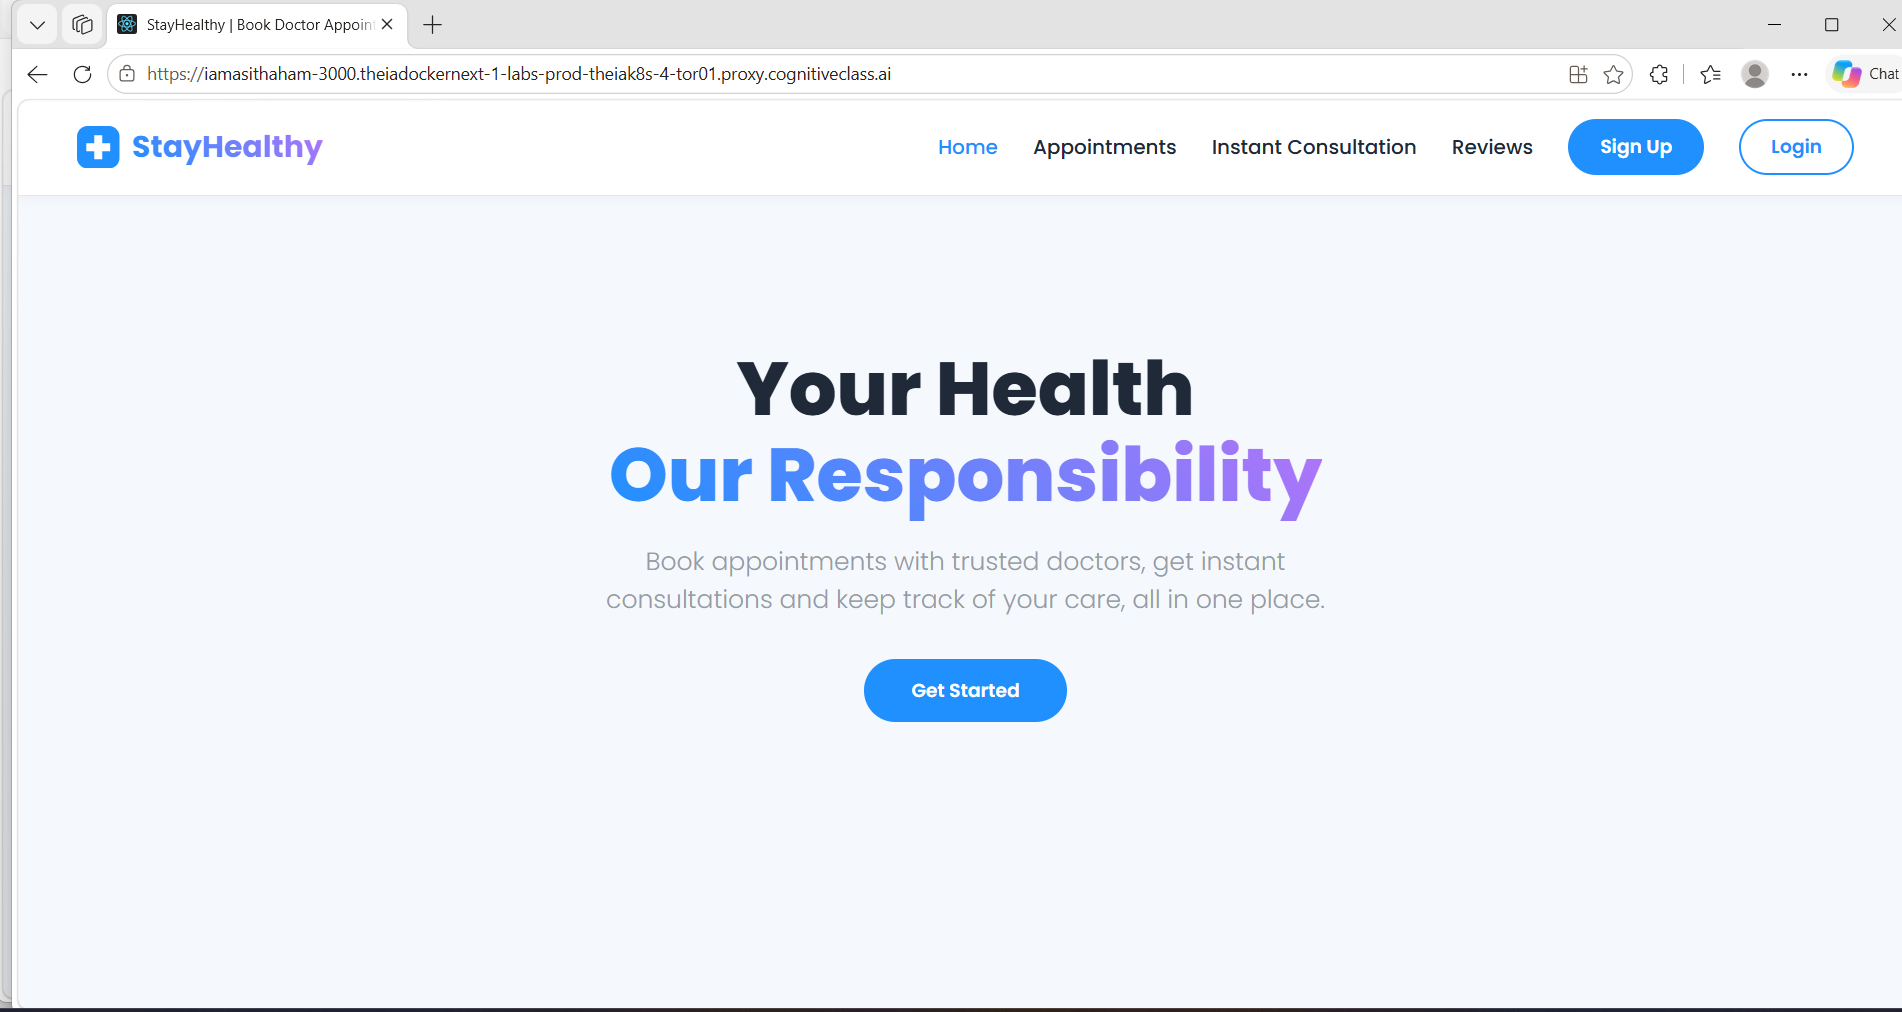 StayHealthy | Book Doctor Appoin
https://iamasithaham-3000.theiadockernext-1-labs-prod-theiak8s-4-tor01.proxy.cognitiveclass.ai
Chat
StayHealthy
Home
Appointments
Instant Consultation
Reviews
Sign Up
Login
Your Health
Our Responsibility
Book appointments with trusted doctors, get instant
consultations and keep track of your care, all in one place.
Get Started